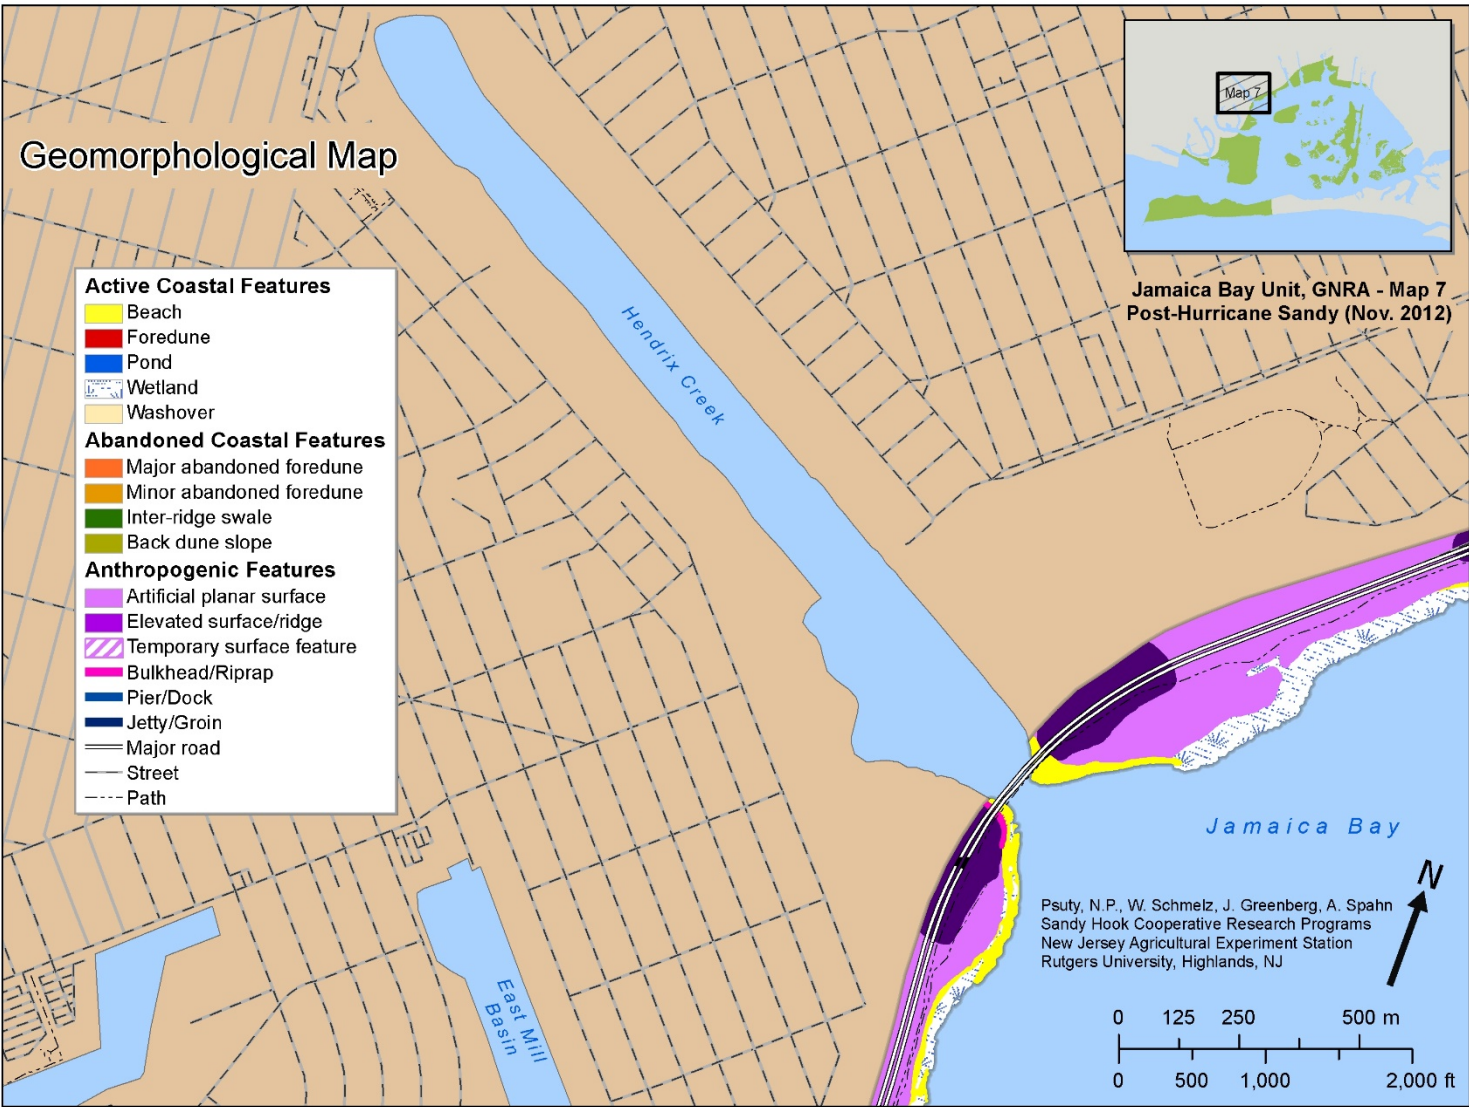 Geomorphological Map
Map 7
Jamaica Bay Unit, GNRA - Map 7
Post-Hurricane Sandy (Nov. 2012)
Active Coastal Features
Beach
Foredune
Pond
Wetland
Washover
Abandoned Coastal Features
Major abandoned foredune
Minor abandoned foredune
Inter-ridge swale
Back dune slope
Anthropogenic Features
Artificial planar surface
Elevated surface/ridge
Temporary surface feature
Bulkhead/Riprap
Pier/Dock
Jetty/Groin
Major road
Street
Path
Hendrix Creek
East Mill
Basin
Jamaica Bay
N
Psuty, N.P., W. Schmelz, J. Greenberg, A. Spahn
Sandy Hook Cooperative Research Programs
New Jersey Agricultural Experiment Station
Rutgers University, Highlands, NJ
0 125 250 500 m
0 500 1,000 2,000 ft